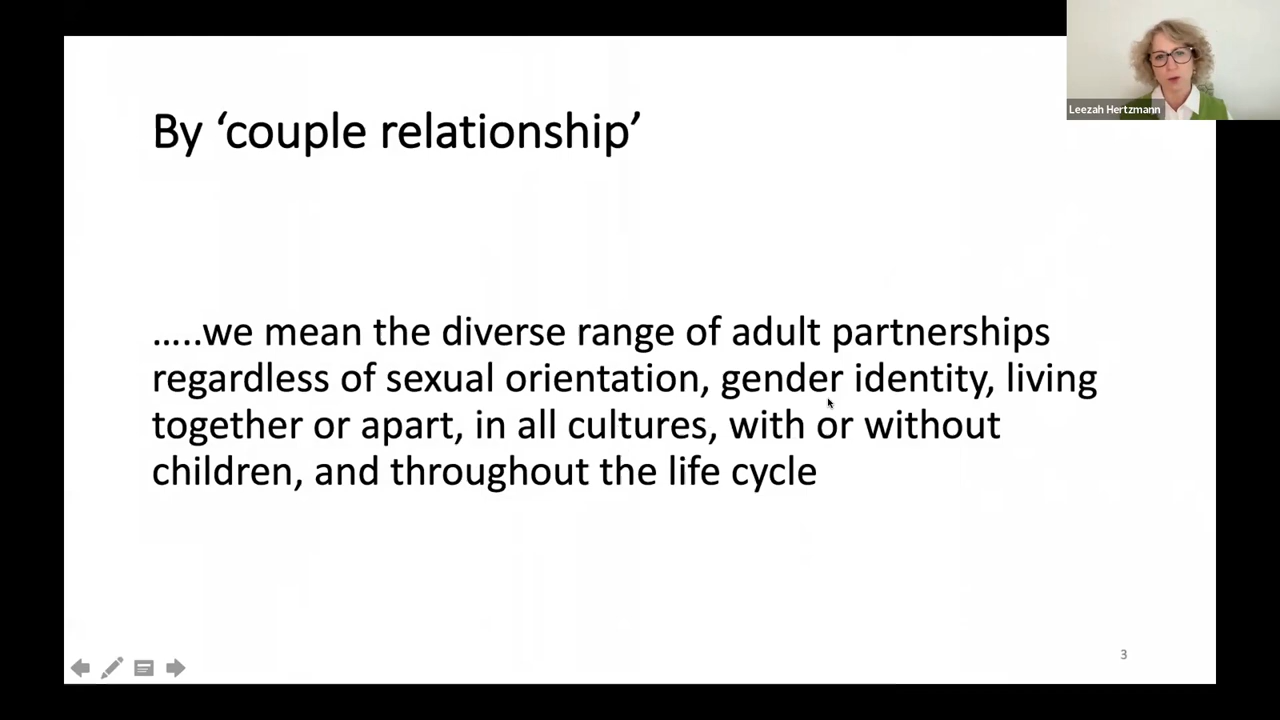 Leezah Hertzmann
By ‘couple relationship’
…..we mean the diverse range of adult partnerships
regardless of sexual orientation, gender identity, living
together or apart, in all cultures, with or without
children, and throughout the life cycle
3